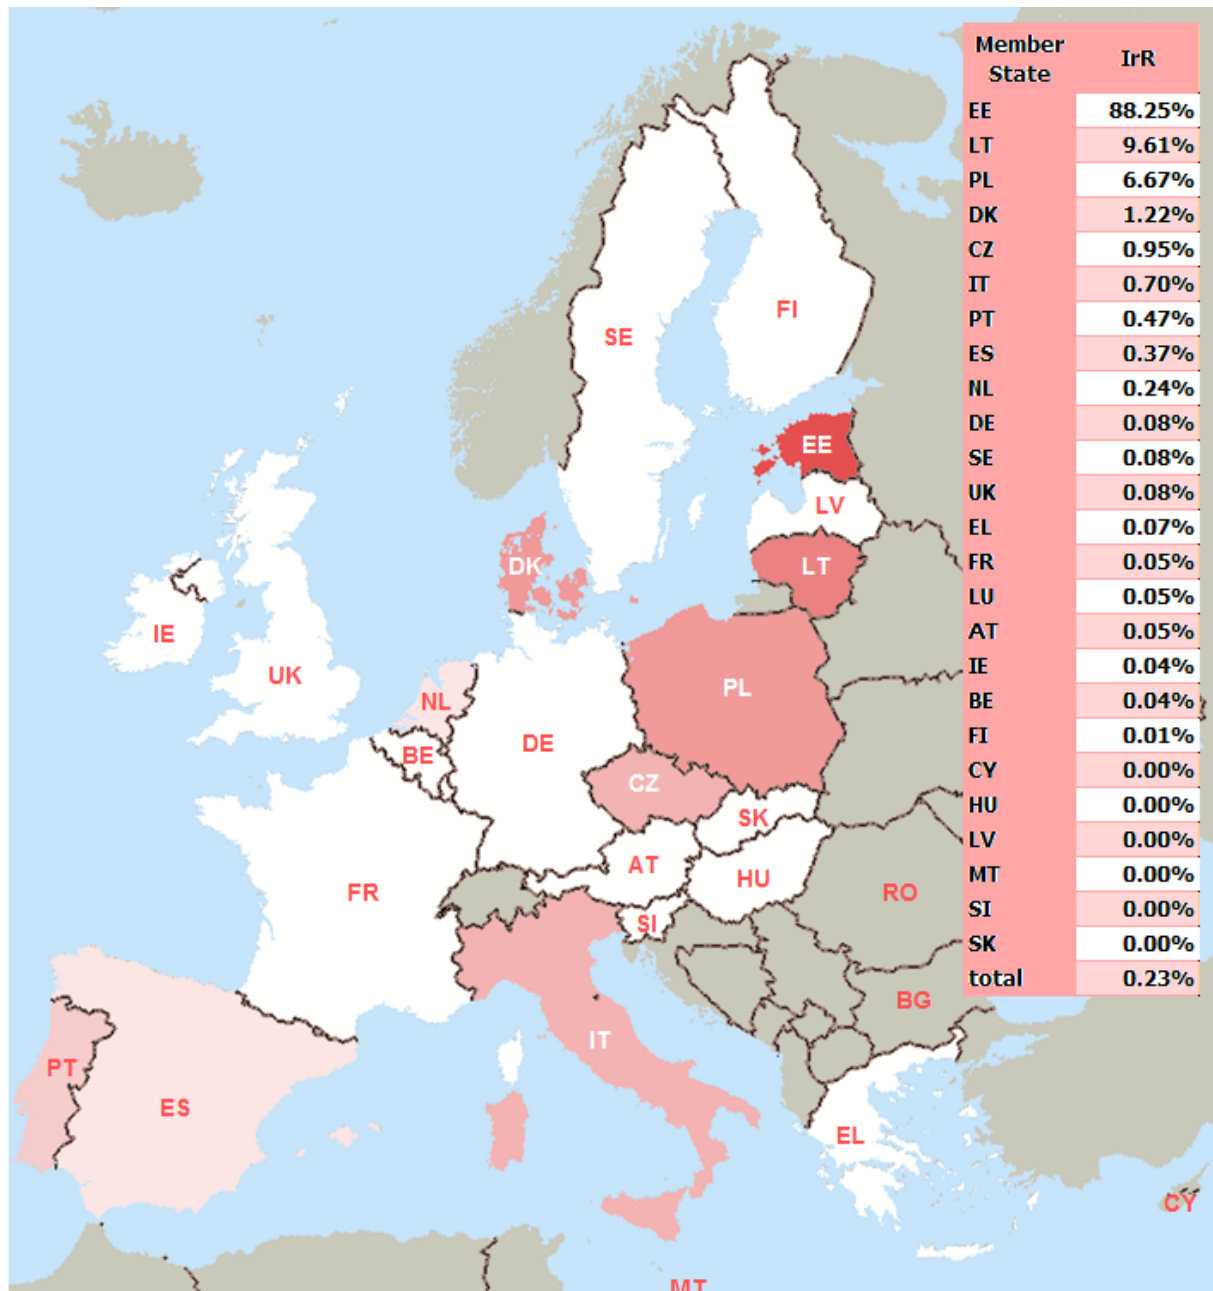 Member
State IrR
EE 88.25%
LT 9.61%
PL 6.67%
DK 1.22%
CZ 0.95%
IT 0.70%
PT 0.47%
ES 0.37%
NL 0.24%
DE 0.08%
SE 0.08%
UK 0.08%
EL 0.07%
FR 0.05%
LU 0.05%
AT 0.05%
IE 0.04%
BE 0.04%
FI 0.01%
CY 0.00%
HU 0.00%
LV 0.00%
MT 0.00%
SI 0.00%
SK 0.00%
total 0.23%
FI
SE
EE
LV
DK
LT
IE
UK
PL
NL
DE
BE
CZ
SK
AT
HU
FR
RO
SI
BG
IT
PT
ES
EL
CY
MT